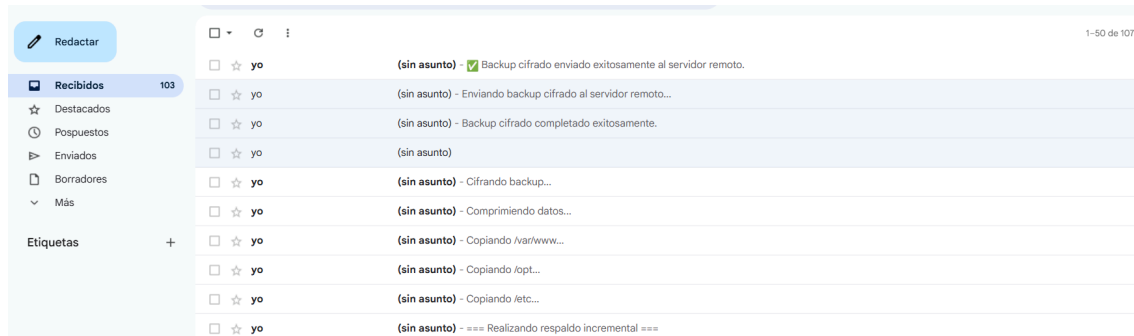 Redactar
1-50 de 107
yo (sin asunto) - ✅ Backup cifrado enviado exitosamente al servidor remoto.
Recibidos 103
yo (sin asunto) - Enviando backup cifrado al servidor remoto...
Destacados
yo (sin asunto) - Backup cifrado completado exitosamente.
Pospuestos
Enviados
yo (sin asunto)
Borradores
yo (sin asunto) - Cifrando backup...
Más
yo (sin asunto) - Comprimiendo datos...
Etiquetas +
yo (sin asunto) - Copiando /var/www...
yo (sin asunto) - Copiando /opt...
yo (sin asunto) - Copiando /etc...
yo (sin asunto) - === Realizando respaldo incremental ===